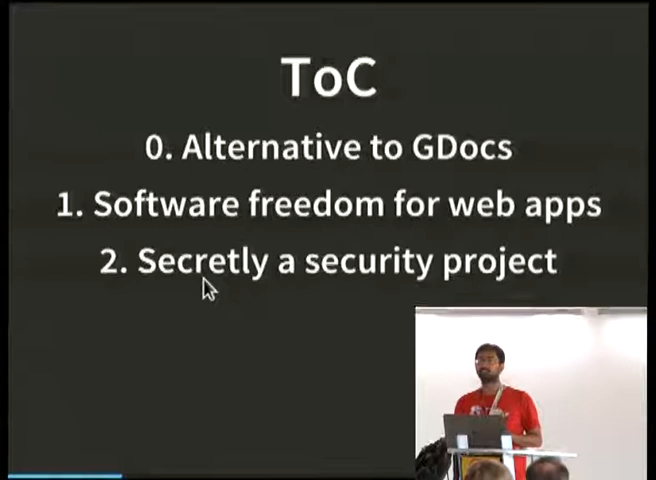 ToC
0. Alternative to GDocs
1. Software freedom for web apps
2. Secretly a security project